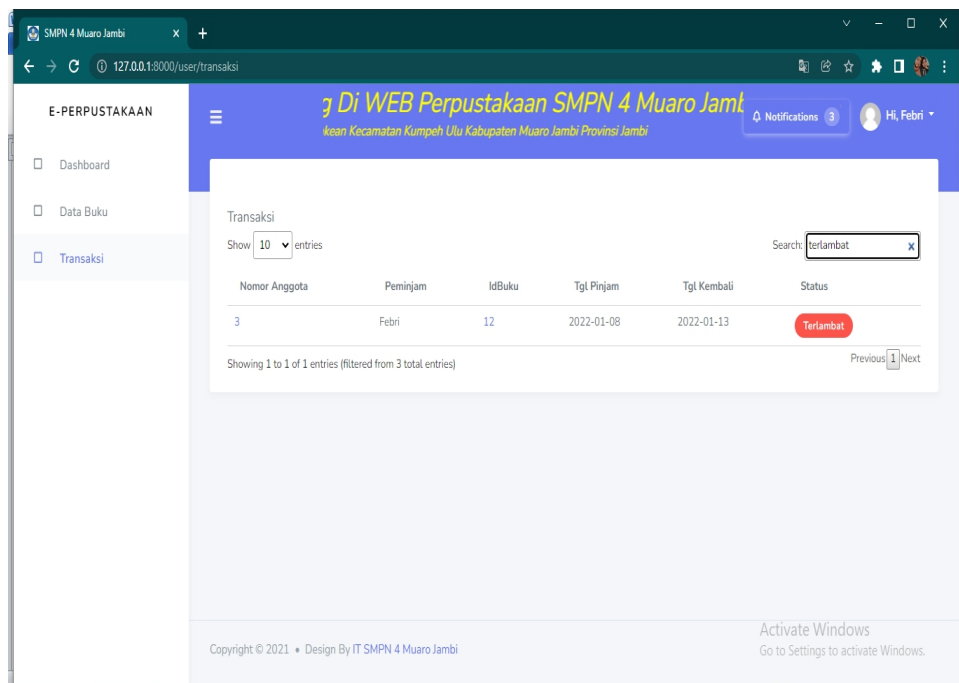 SMPN 4 Muaro Jambi
127.0.0.1:8000/user/transaksi
E-PERPUSTAKAAN
Di WEB Perpustakaan SMPN 4 Muaro Jamb
Kecamatan Kumpeh Ulu Kabupaten Muaro Jambi Provinsi Jambi
Notifications 3
Hi, Febri
Dashboard
Data Buku
Transaksi
Transaksi
Show 10 entries
Search: terlambat x
Nomor Anggota Peminjam IdBuku Tgl Pinjam Tgl Kembali Status
3 Febri 12 2022-01-08 2022-01-13 Terlambat
Showing 1 to 1 of 1 entries (filtered from 3 total entries)
Previous 1 Next
Activate Windows
Go to Settings to activate Windows.
Copyright © 2021 • Design By IT SMPN 4 Muaro Jambi